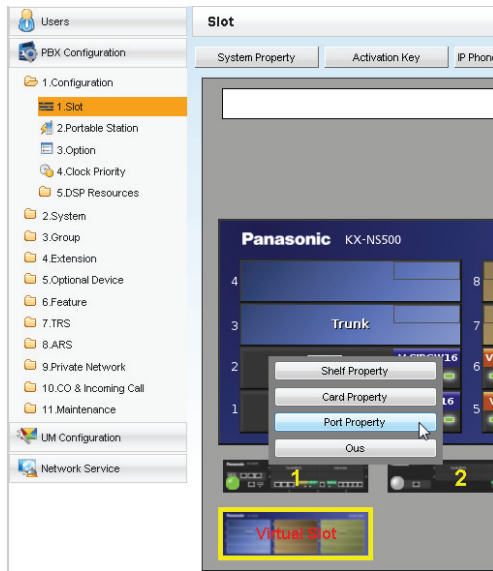 Users
Slot
PBX Configuration
System Property
Activation Key
IP Phone
1.Configuration
1.Slot
2.Portable Station
3.Option
4.Clock Priority
5.DSP Resources
2.System
3.Group
4.Extension
5.Optional Device
6.Feature
7.TRS
8.ARS
9.Private Network
10.CO & Incoming Call
11.Maintenance
UM Configuration
Network Service
Panasonic KX-NS500
4
8
3
Trunk
7
2
V-SIPGW16
6
V
1
16
5
V
Shelf Property
Card Property
Port Property
Ous
1
2
Virtual Slot